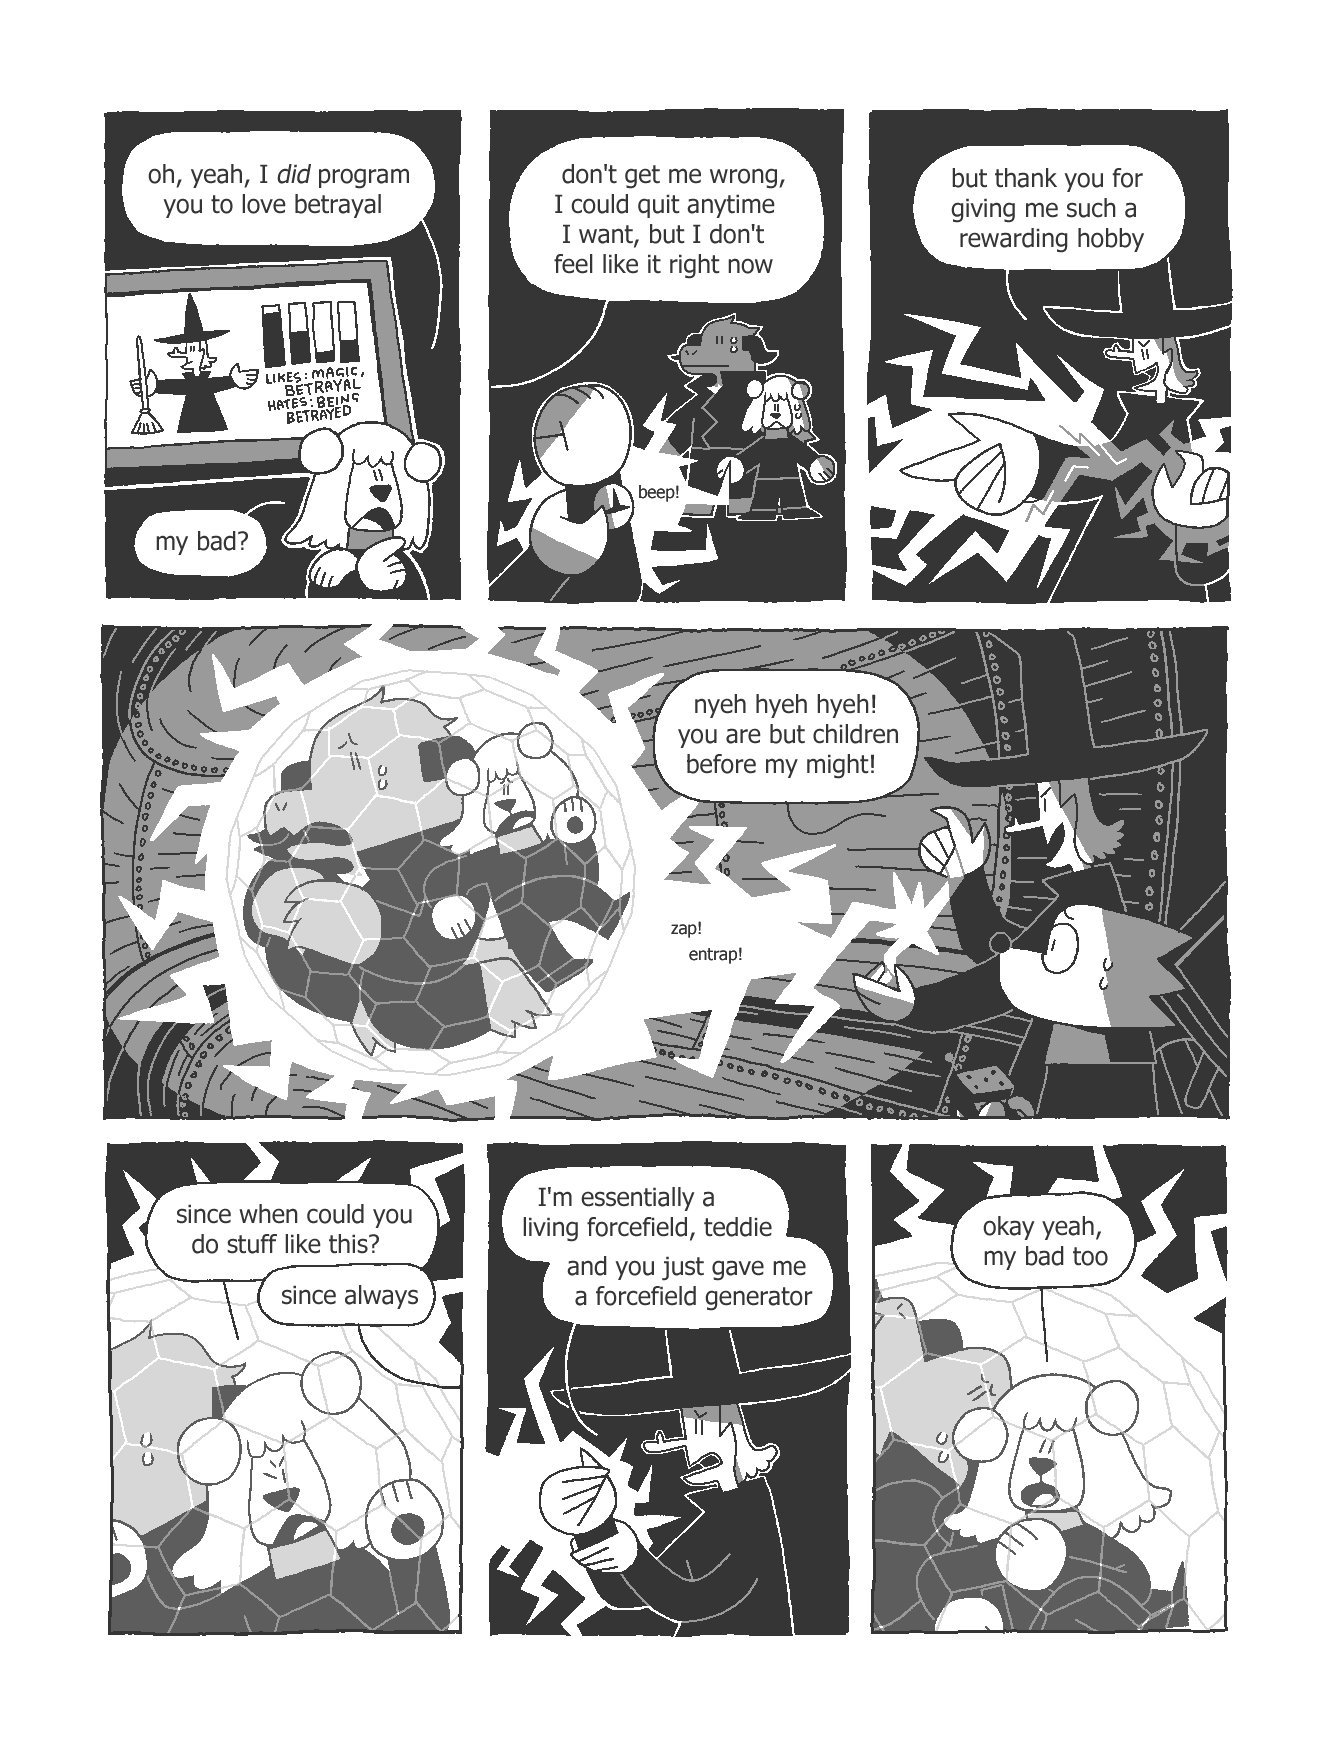 oh, yeah, I did program
you to love betrayal
LIKES: MAGIC,
BETRAYAL
HATES: BEING
BETRAYED
my bad?
don't get me wrong,
I could quit anytime
I want, but I don't
feel like it right now
beep!
but thank you for
giving me such a
rewarding hobby
nyeh hyeh hyeh!
you are but children
before my might!
zap!
entrap!
since when could you
do stuff like this?
since always
I'm essentially a
living forcefield, teddie
and you just gave me
a forcefield generator
okay yeah,
my bad too